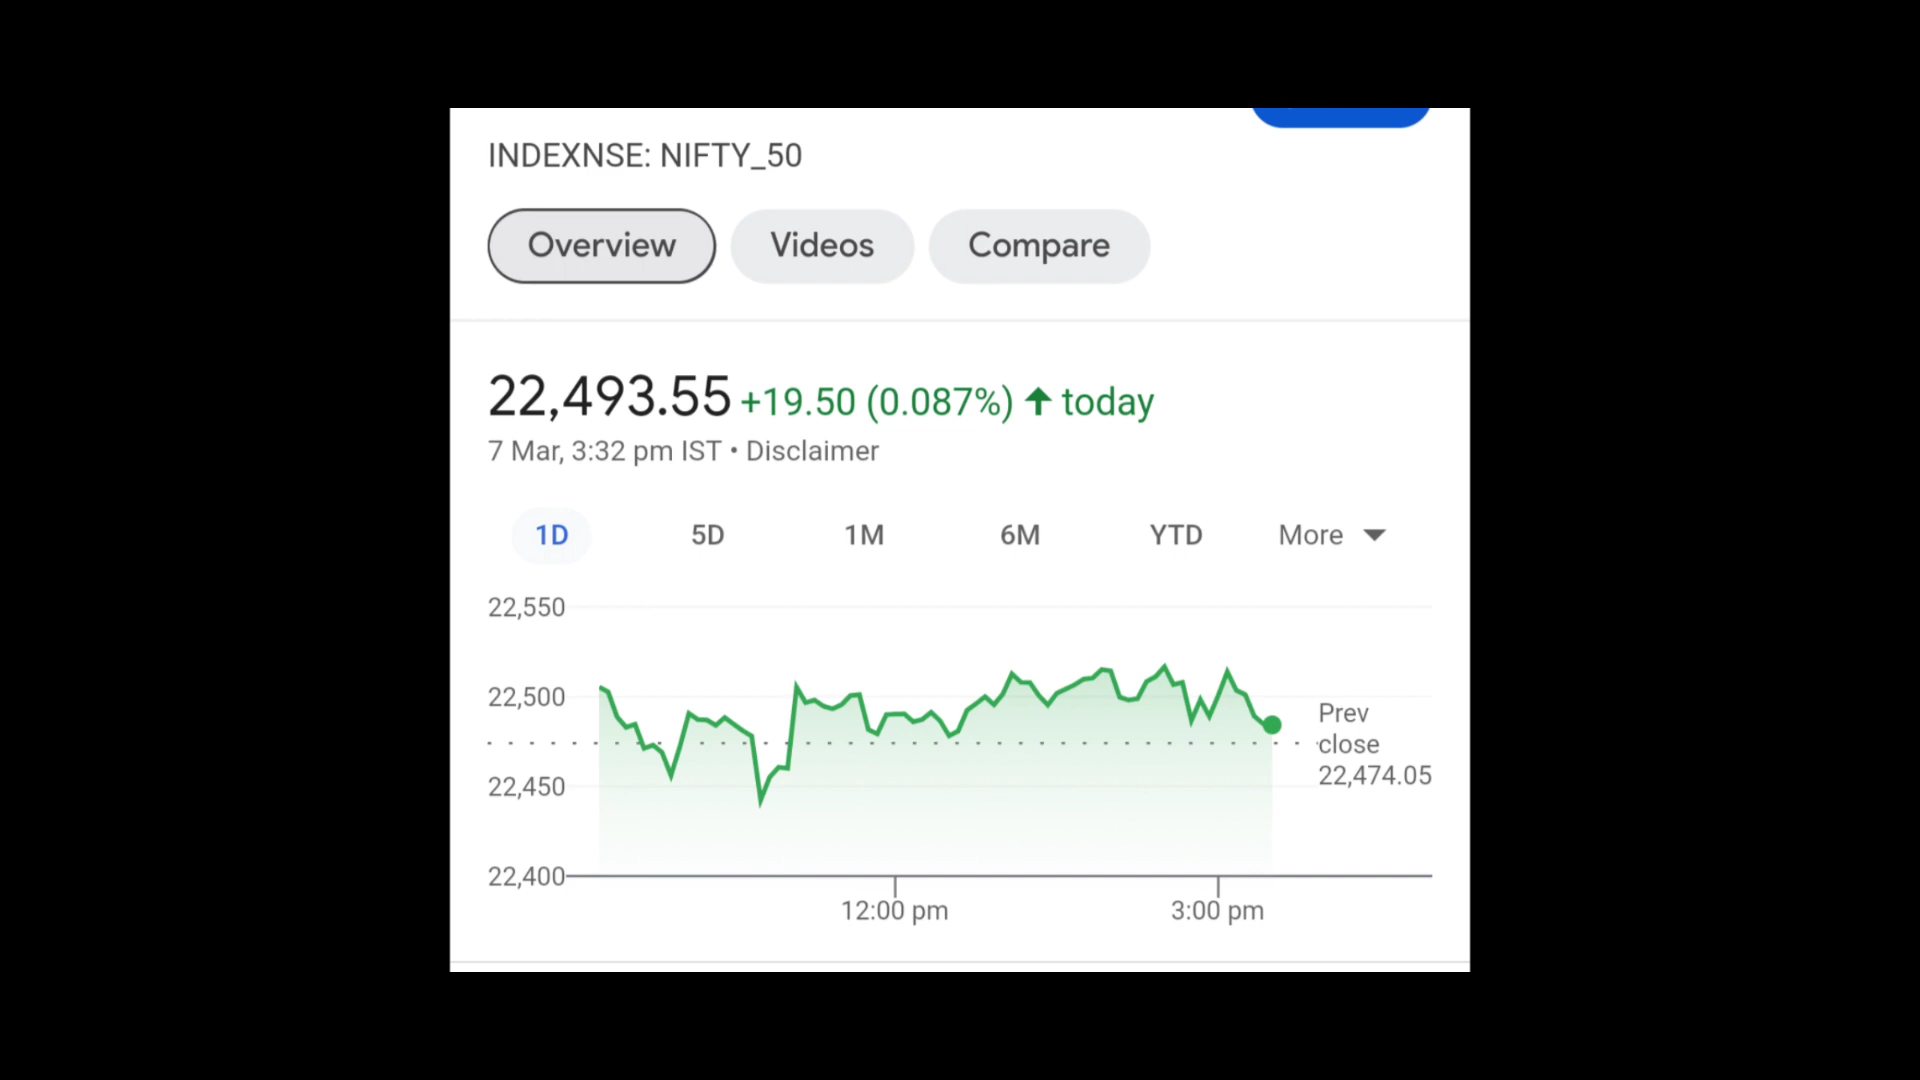 INDEXNSE: NIFTY_50
Overview Videos Compare
22,493.55 +19.50 (0.087%) ↑ today
7 Mar, 3:32 pm IST • Disclaimer
1D 5D 1M 6M YTD More
22,550
22,500
22,450
22,400
Prev
close
22,474.05
12:00 pm 3:00 pm